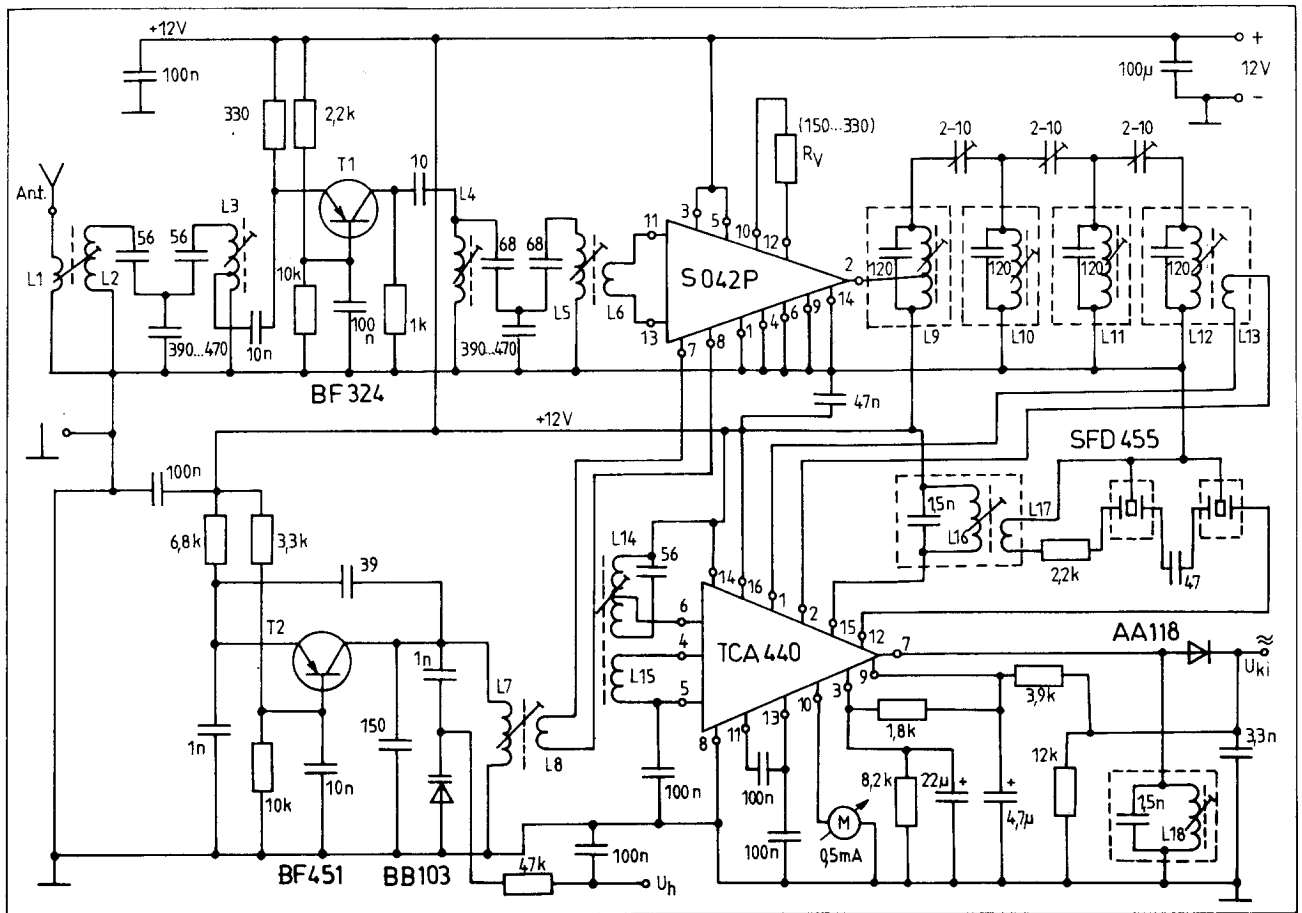 +12V
100n
330
2,2k
Ant.
L1
L2
56
56
L3
390...470
10n
10k
T1
100
n
1k
BF324
10
L4
68
68
390...470
L5
L6
11
13
3
5
10
12
(150...330)
RV
S042P
2
7
8
1
4
6
9
14
100µ
+
12V
-
2-10
2-10
2-10
120
120
120
120
L9
L10
L11
L12
L13
47n
+12V
100n
6,8k
3,3k
39
T2
1n
10k
10n
150
1n
L7
L8
BF451
BB103
47k
100n
Uh
L14
56
L15
14
16
1
2
15
12
6
4
5
TCA440
7
9
3
10
13
11
8
100n
100n
100n
M
0,5mA
8,2k
22µ
+
1,8k
+
4,7µ
3,9k
12k
1,5n
L16
L17
2,2k
SFD455
47
AA118
≈
Uki
3,3n
1,5n
L18